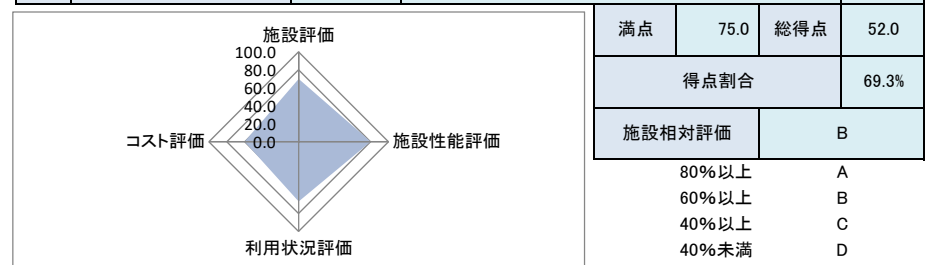 施設評価
100.0
80.0
60.0
40.0
20.0
0.0
コスト評価
施設性能評価
利用状況評価
満点 75.0 総得点 52.0
得点割合 69.3%
施設相対評価 B
80%以上 A
60%以上 B
40%以上 C
40%未満 D